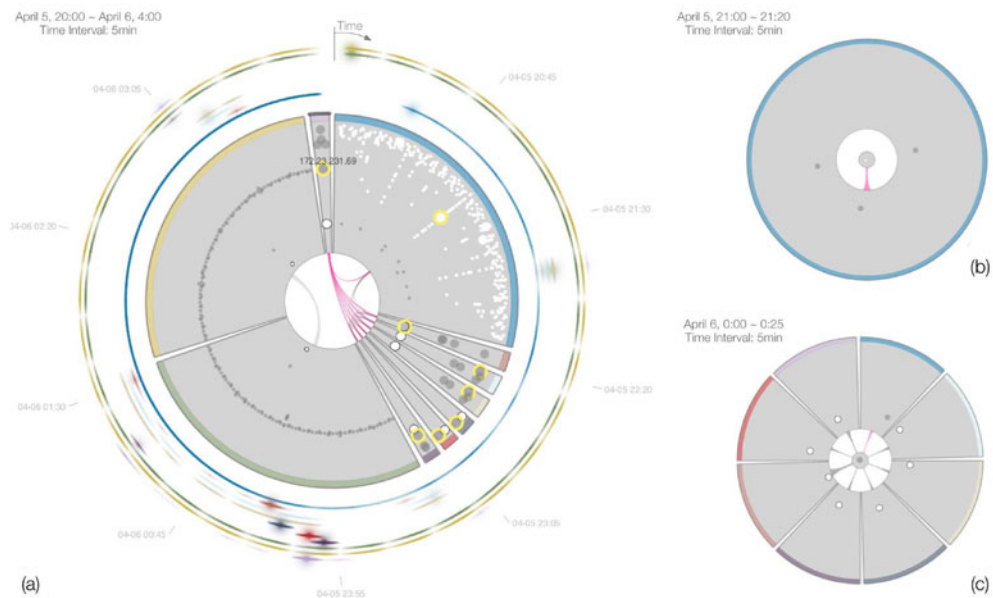 April 5, 20:00 ~ April 6, 4:00
Time Interval: 5min
Time
04-05 20:45
04-06 03:05
172.23.231.69
04-05 21:30
04-06 02:20
04-05 22:20
04-06 01:30
04-05 23:05
04-06 00:45
04-05 23:55
(a)
April 5, 21:00 ~ 21:20
Time Interval: 5min
(b)
April 6, 0:00 ~ 0:25
Time Interval: 5min
(c)